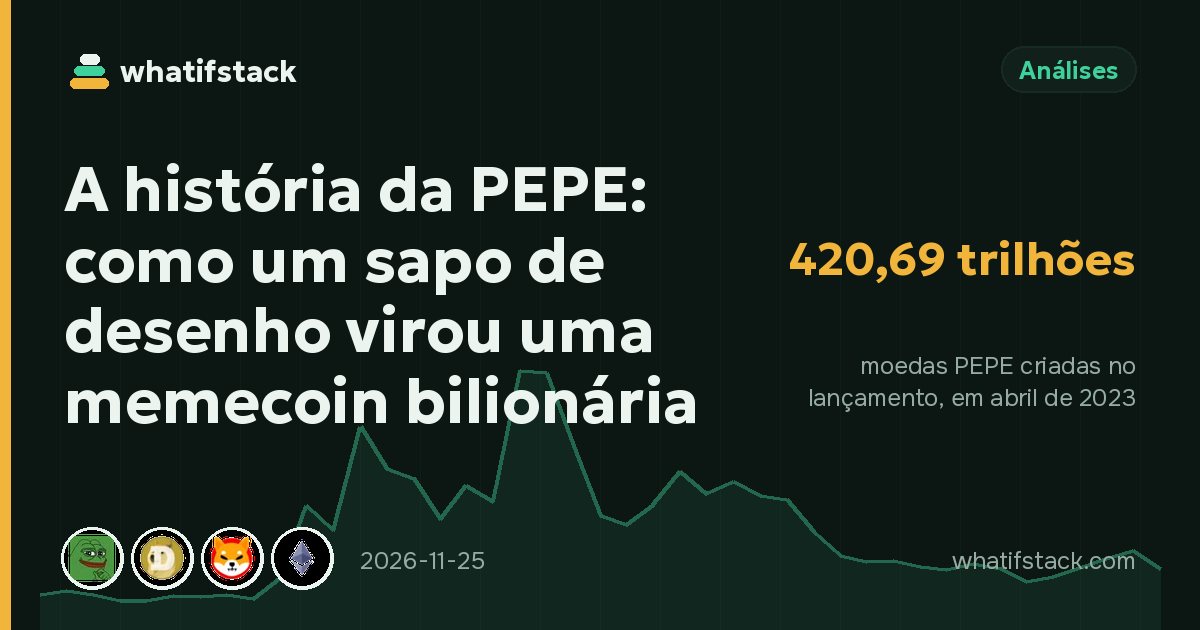 whatifstack
Análises
A história da PEPE:
como um sapo de
desenho virou uma
memecoin bilionária
420,69 trilhões
moedas PEPE criadas no
lançamento, em abril de 2023
2026-11-25
whatifstack.com